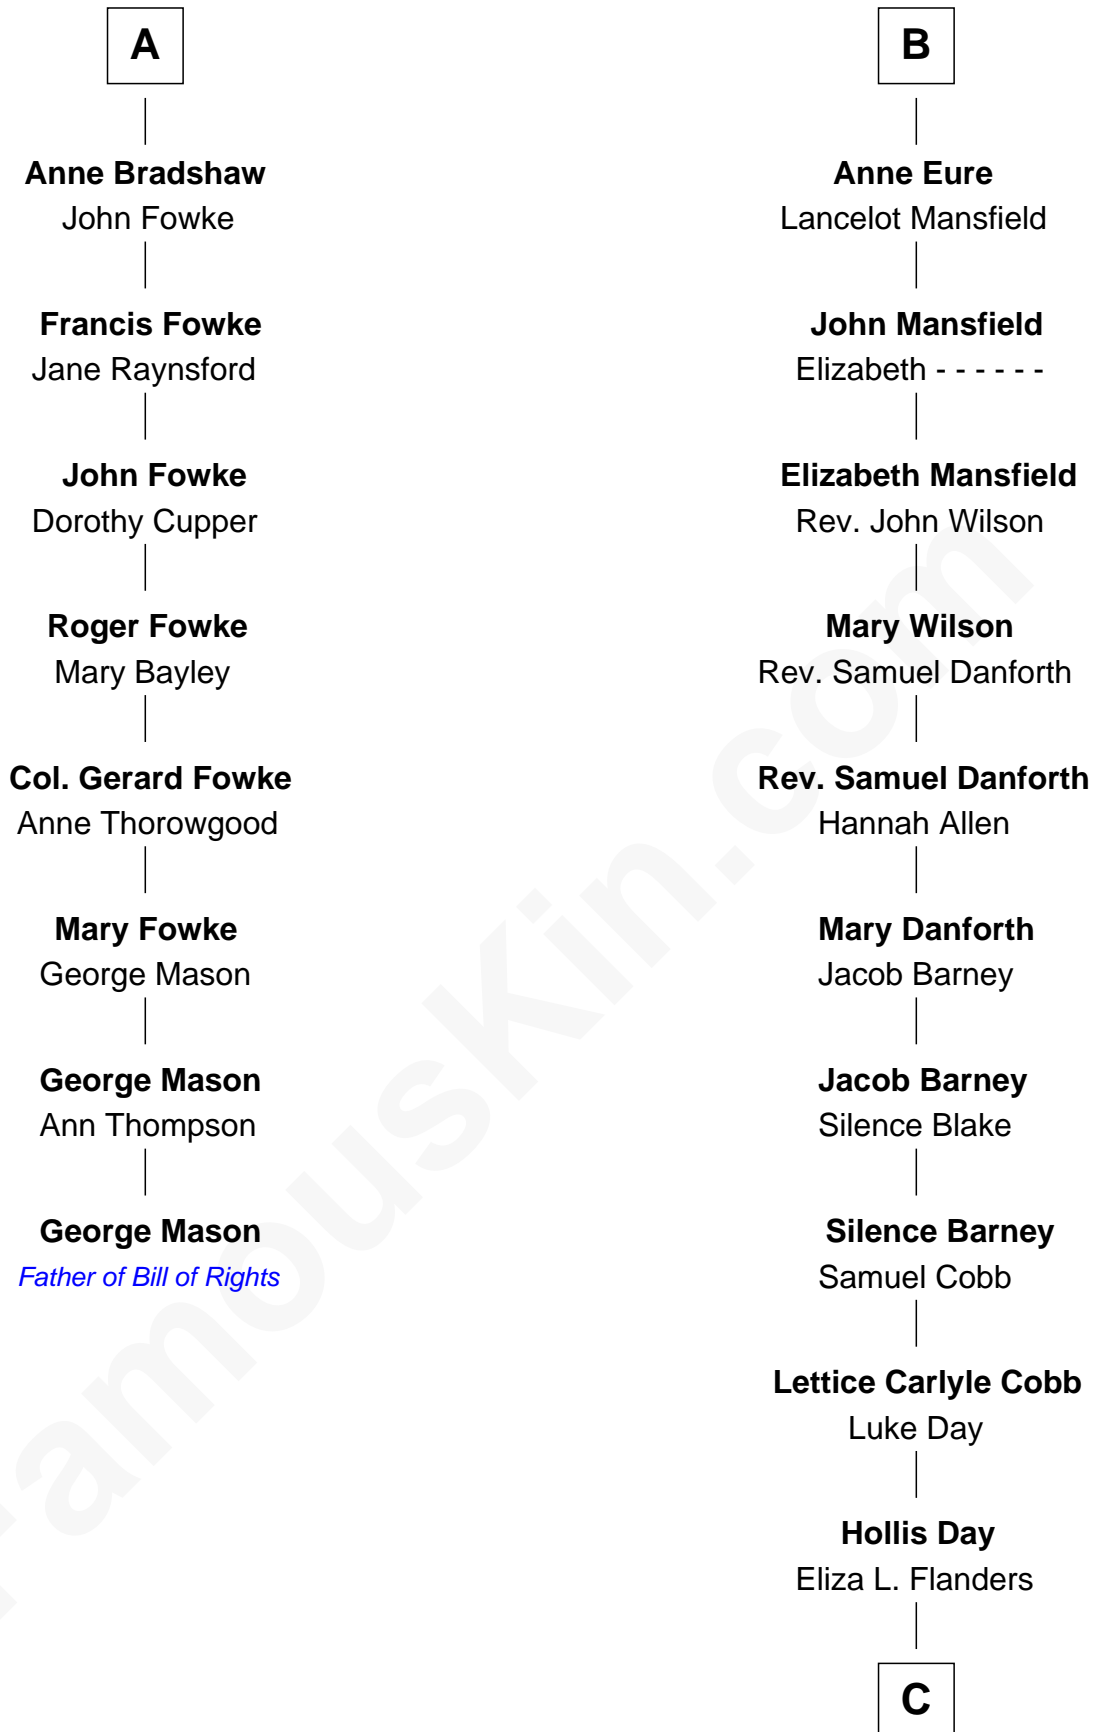 A
Anne Bradshaw
John Fowke
Francis Fowke
Jane Raynsford
John Fowke
Dorothy Cupper
Roger Fowke
Mary Bayley
Col. Gerard Fowke
Anne Thorowgood
Mary Fowke
George Mason
George Mason
Ann Thompson
George Mason
Father of Bill of Rights
B
Anne Eure
Lancelot Mansfield
John Mansfield
Elizabeth - - - - - -
Elizabeth Mansfield
Rev. John Wilson
Mary Wilson
Rev. Samuel Danforth
Rev. Samuel Danforth
Hannah Allen
Mary Danforth
Jacob Barney
Jacob Barney
Silence Blake
Silence Barney
Samuel Cobb
Lettice Carlyle Cobb
Luke Day
Hollis Day
Eliza L. Flanders
C
FamousKin.com